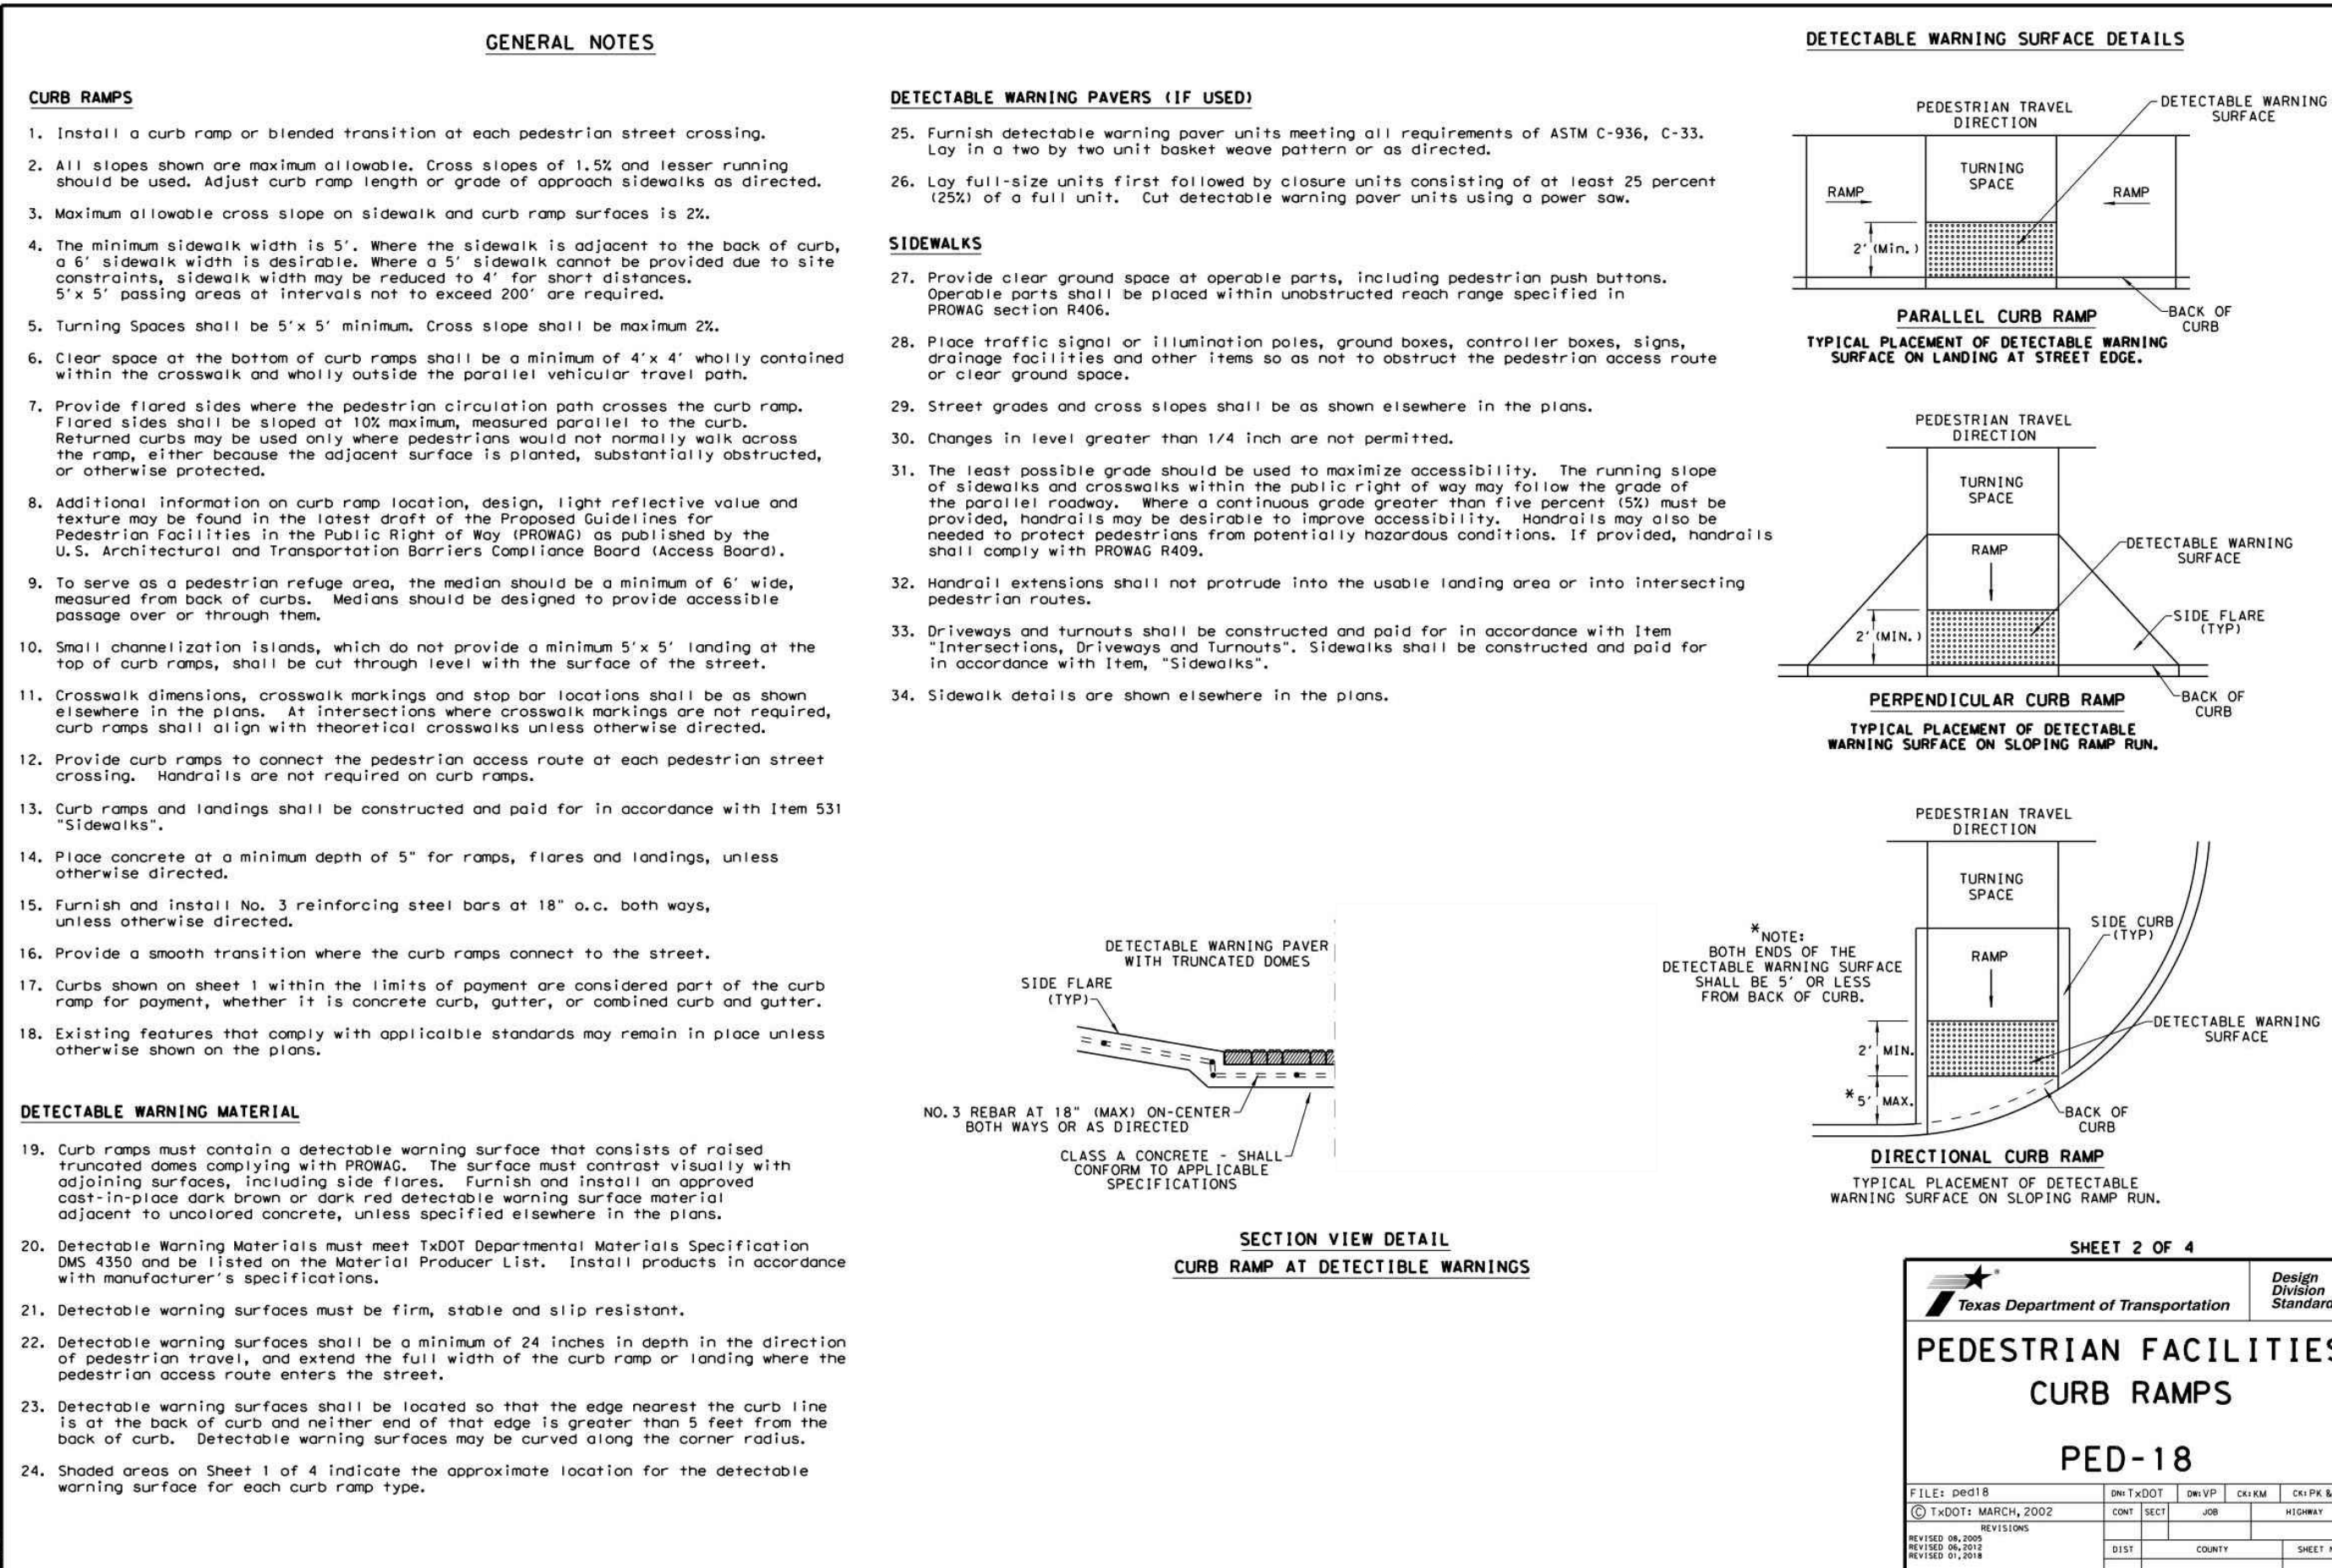 GENERAL NOTES
CURB RAMPS
1. Install a curb ramp or blended transition at each pedestrian street crossing.
2. All slopes shown are maximum allowable. Cross slopes of 1.5% and lesser running
should be used. Adjust curb ramp length or grade of approach sidewalks as directed.
3. Maximum allowable cross slope on sidewalk and curb ramp surfaces is 2%.
4. The minimum sidewalk width is 5'. Where the sidewalk is adjacent to the back of curb,
a 6' sidewalk width is desirable. Where a 5' sidewalk cannot be provided due to site
constraints, sidewalk width may be reduced to 4' for short distances.
5'x 5' passing areas at intervals not to exceed 200' are required.
5. Turning Spaces shall be 5'x 5' minimum. Cross slope shall be maximum 2%.
6. Clear space at the bottom of curb ramps shall be a minimum of 4'x 4' wholly contained
within the crosswalk and wholly outside the parallel vehicular travel path.
7. Provide flared sides where the pedestrian circulation path crosses the curb ramp.
Flared sides shall be sloped at 10% maximum, measured parallel to the curb.
Returned curbs may be used only where pedestrians would not normally walk across
the ramp, either because the adjacent surface is planted, substantially obstructed,
or otherwise protected.
8. Additional information on curb ramp location, design, light reflective value and
texture may be found in the latest draft of the Proposed Guidelines for
Pedestrian Facilities in the Public Right of Way (PROWAG) as published by the
U.S. Architectural and Transportation Barriers Compliance Board (Access Board).
9. To serve as a pedestrian refuge area, the median should be a minimum of 6' wide,
measured from back of curbs. Medians should be designed to provide accessible
passage over or through them.
10. Small channelization islands, which do not provide a minimum 5'x 5' landing at the
top of curb ramps, shall be cut through level with the surface of the street.
11. Crosswalk dimensions, crosswalk markings and stop bar locations shall be as shown
elsewhere in the plans. At intersections where crosswalk markings are not required,
curb ramps shall align with theoretical crosswalks unless otherwise directed.
12. Provide curb ramps to connect the pedestrian access route at each pedestrian street
crossing. Handrails are not required on curb ramps.
13. Curb ramps and landings shall be constructed and paid for in accordance with Item 531
"Sidewalks".
14. Place concrete at a minimum depth of 5" for ramps, flares and landings, unless
otherwise directed.
15. Furnish and install No. 3 reinforcing steel bars at 18" o.c. both ways,
unless otherwise directed.
16. Provide a smooth transition where the curb ramps connect to the street.
17. Curbs shown on sheet 1 within the limits of payment are considered part of the curb
ramp for payment, whether it is concrete curb, gutter, or combined curb and gutter.
18. Existing features that comply with applicalble standards may remain in place unless
otherwise shown on the plans.
DETECTABLE WARNING MATERIAL
19. Curb ramps must contain a detectable warning surface that consists of raised
truncated domes complying with PROWAG. The surface must contrast visually with
adjoining surfaces, including side flares. Furnish and install an approved
cast-in-place dark brown or dark red detectable warning surface material
adjacent to uncolored concrete, unless specified elsewhere in the plans.
20. Detectable Warning Materials must meet TxDOT Departmental Materials Specification
DMS 4350 and be listed on the Material Producer List. Install products in accordance
with manufacturer's specifications.
21. Detectable warning surfaces must be firm, stable and slip resistant.
22. Detectable warning surfaces shall be a minimum of 24 inches in depth in the direction
of pedestrian travel, and extend the full width of the curb ramp or landing where the
pedestrian access route enters the street.
23. Detectable warning surfaces shall be located so that the edge nearest the curb line
is at the back of curb and neither end of that edge is greater than 5 feet from the
back of curb. Detectable warning surfaces may be curved along the corner radius.
24. Shaded areas on Sheet 1 of 4 indicate the approximate location for the detectable
warning surface for each curb ramp type.
DETECTABLE WARNING PAVERS (IF USED)
25. Furnish detectable warning paver units meeting all requirements of ASTM C-936, C-33.
Lay in a two by two unit basket weave pattern or as directed.
26. Lay full-size units first followed by closure units consisting of at least 25 percent
(25%) of a full unit. Cut detectable warning paver units using a power saw.
SIDEWALKS
27. Provide clear ground space at operable parts, including pedestrian push buttons.
Operable parts shall be placed within unobstructed reach range specified in
PROWAG section R406.
28. Place traffic signal or illumination poles, ground boxes, controller boxes, signs,
drainage facilities and other items so as not to obstruct the pedestrian access route
or clear ground space.
29. Street grades and cross slopes shall be as shown elsewhere in the plans.
30. Changes in level greater than 1/4 inch are not permitted.
31. The least possible grade should be used to maximize accessibility. The running slope
of sidewalks and crosswalks within the public right of way may follow the grade of
the parallel roadway. Where a continuous grade greater than five percent (5%) must be
provided, handrails may be desirable to improve accessibility. Handrails may also be
needed to protect pedestrians from potentially hazardous conditions. If provided, handrails
shall comply with PROWAG R409.
32. Handrail extensions shall not protrude into the usable landing area or into intersecting
pedestrian routes.
33. Driveways and turnouts shall be constructed and paid for in accordance with Item
"Intersections, Driveways and Turnouts". Sidewalks shall be constructed and paid for
in accordance with Item, "Sidewalks".
34. Sidewalk details are shown elsewhere in the plans.
DETECTABLE WARNING PAVER
WITH TRUNCATED DOMES
SIDE FLARE
(TYP)
NO.3 REBAR AT 18" (MAX) ON-CENTER
BOTH WAYS OR AS DIRECTED
CLASS A CONCRETE - SHALL
CONFORM TO APPLICABLE
SPECIFICATIONS
SECTION VIEW DETAIL
CURB RAMP AT DETECTIBLE WARNINGS
DETECTABLE WARNING SURFACE DETAILS
PEDESTRIAN TRAVEL
DIRECTION
DETECTABLE WARNING
SURFACE
TURNING
SPACE
RAMP
RAMP
2' (Min.)
BACK OF
CURB
PARALLEL CURB RAMP
TYPICAL PLACEMENT OF DETECTABLE WARNING
SURFACE ON LANDING AT STREET EDGE.
PEDESTRIAN TRAVEL
DIRECTION
TURNING
SPACE
RAMP
DETECTABLE WARNING
SURFACE
SIDE FLARE
(TYP)
2' (MIN.)
BACK OF
CURB
PERPENDICULAR CURB RAMP
TYPICAL PLACEMENT OF DETECTABLE
WARNING SURFACE ON SLOPING RAMP RUN.
PEDESTRIAN TRAVEL
DIRECTION
TURNING
SPACE
SIDE CURB
(TYP)
*NOTE:
BOTH ENDS OF THE
DETECTABLE WARNING SURFACE
SHALL BE 5' OR LESS
FROM BACK OF CURB.
RAMP
DETECTABLE WARNING
SURFACE
2' MIN.
*5' MAX.
BACK OF
CURB
DIRECTIONAL CURB RAMP
TYPICAL PLACEMENT OF DETECTABLE
WARNING SURFACE ON SLOPING RAMP RUN.
SHEET 2 OF 4
Texas Department of Transportation
Design
Division
Standard
PEDESTRIAN FACILITIES
CURB RAMPS
PED-18
FILE: ped18 DN: TxDOT DW: VP CK: KM CK: PK &
© TxDOT: MARCH, 2002 CONT SECT JOB HIGHWAY
REVISIONS
REVISED 08, 2005
REVISED 06, 2012
REVISED 01, 2018
DIST COUNTY SHEET